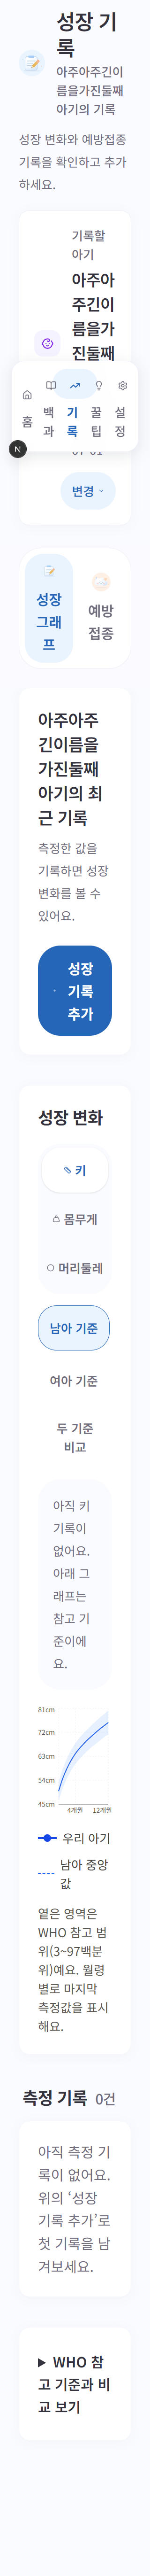 성장 기
록
아주아주긴이
름을가진둘째
아기의 기록
성장 변화와 예방접종
기록을 확인하고 추가
하세요.
기록할
아기
아주아
주긴이
름을가
진둘째
홈
백
과
기
록
꿀
팁
설
정
N
변경
성장
그래
프
예방
접종
아주아주
긴이름을
가진둘째
아기의 최
근 기록
측정한 값을
기록하면 성장
변화를 볼 수
있어요.
성장
기록
추가
성장 변화
키
몸무게
머리둘레
남아 기준
여아 기준
두 기준
비교
아직 키
기록이
없어요.
아래 그
래프는
참고 기
준이에
요.
81cm
72cm
63cm
54cm
45cm
4개월 12개월
우리 아기
남아 중앙
값
옅은 영역은
WHO 참고 범
위(3~97백분
위)예요. 월령
별로 마지막
측정값을 표시
해요.
측정 기록 0건
아직 측정 기
록이 없어요.
위의 ‘성장
기록 추가’로
첫 기록을 남
겨보세요.
▶ WHO 참
고 기준과 비
교 보기